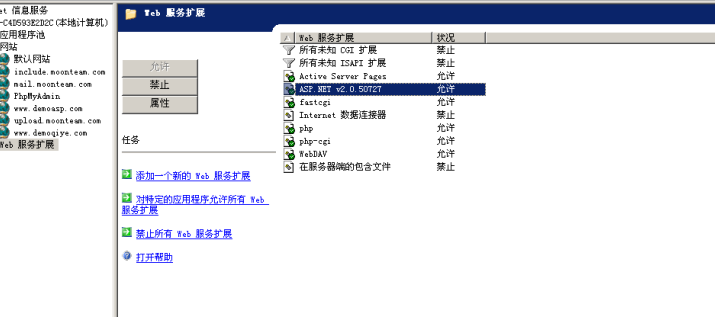 et 信息服务
-C4D593E2D2C(本地计算机)
应用程序池
网站
默认网站
include.moonteam.com
mail.moonteam.com
PhpMyAdmin
www.demoasp.com
upload.moonteam.com
www.demoqiye.com
Web 服务扩展
Web 服务扩展
允许
禁止
属性
任务
添加一个新的 Web 服务扩展
对特定的应用程序允许所有 Web
服务扩展
禁止所有 Web 服务扩展
打开帮助
Web 服务扩展 状况
所有未知 CGI 扩展 禁止
所有未知 ISAPI 扩展 禁止
Active Server Pages 允许
ASP.NET v2.0.50727 允许
fastcgi 允许
Internet 数据连接器 禁止
php 允许
php-cgi 允许
WebDAV 允许
在服务器端的包含文件 禁止